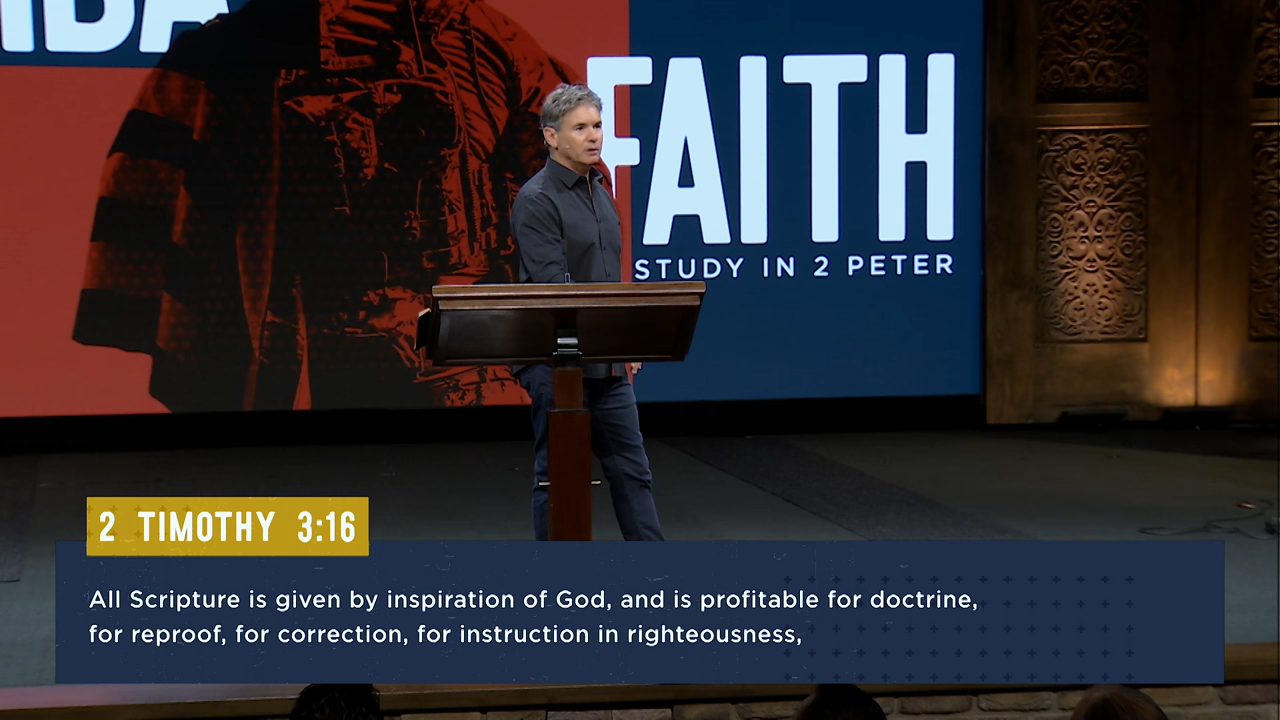 FAITH
STUDY IN 2 PETER
2 TIMOTHY 3:16
All Scripture is given by inspiration of God, and is profitable for doctrine,
for reproof, for correction, for instruction in righteousness,